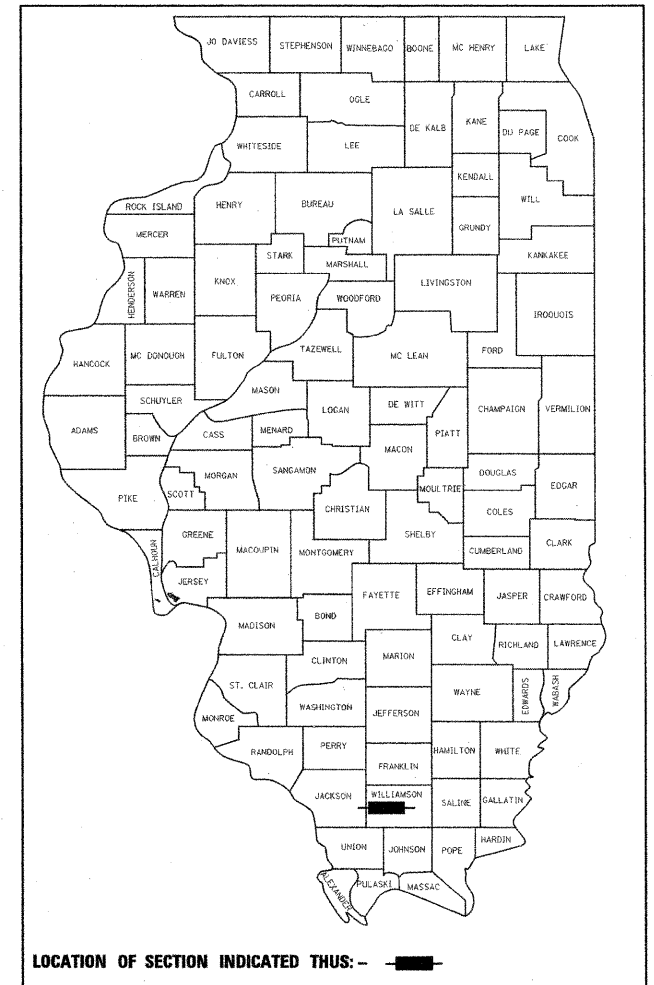 JO DAVIESS STEPHENSON WINNEBAGO BOONE MC HENRY LAKE
CARROLL OGLE
DE KALB KANE DU PAGE COOK
WHITESIDE LEE
KENDALL WILL
ROCK ISLAND HENRY BUREAU LA SALLE
GRUNDY
MERCER PUTNAM
STARK MARSHALL KANKAKEE
HENDERSON WARREN KNOX PEORIA WOODFORD LIVINGSTON
IROQUOIS
HANCOCK MC DONOUGH FULTON TAZEWELL MC LEAN FORD
MASON
SCHUYLER LOGAN DE WITT CHAMPAIGN VERMILION
ADAMS BROWN CASS MENARD PIATT
MACON
MORGAN SANGAMON DOUGLAS
PIKE SCOTT CHRISTIAN MOULTRIE EDGAR
COLES
GREENE MACOUPIN MONTGOMERY SHELBY CUMBERLAND CLARK
CALHOUN JERSEY
FAYETTE EFFINGHAM JASPER CRAWFORD
MADISON BOND
CLAY RICHLAND LAWRENCE
CLINTON MARION
ST. CLAIR WAYNE EDWARDS WABASH
WASHINGTON JEFFERSON
MONROE
RANDOLPH PERRY HAMILTON WHITE
FRANKLIN
JACKSON WILLIAMSON SALINE GALLATIN
UNION JOHNSON POPE HARDIN
ALEXANDER PULASKI MASSAC
LOCATION OF SECTION INDICATED THUS: -